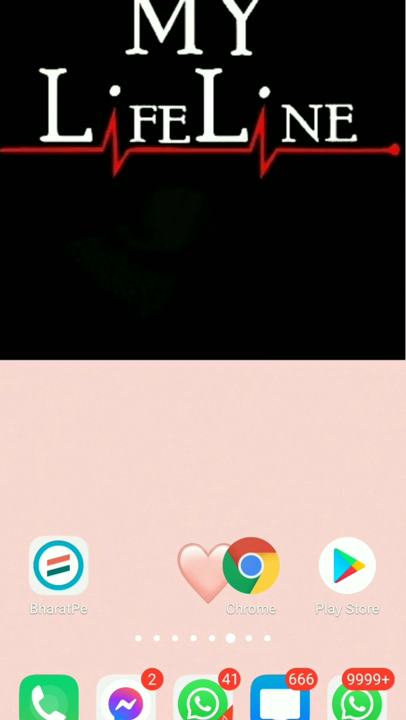 MY
LiFELiNE
BharatPe
Chrome
Play Store
2
41
666
9999+